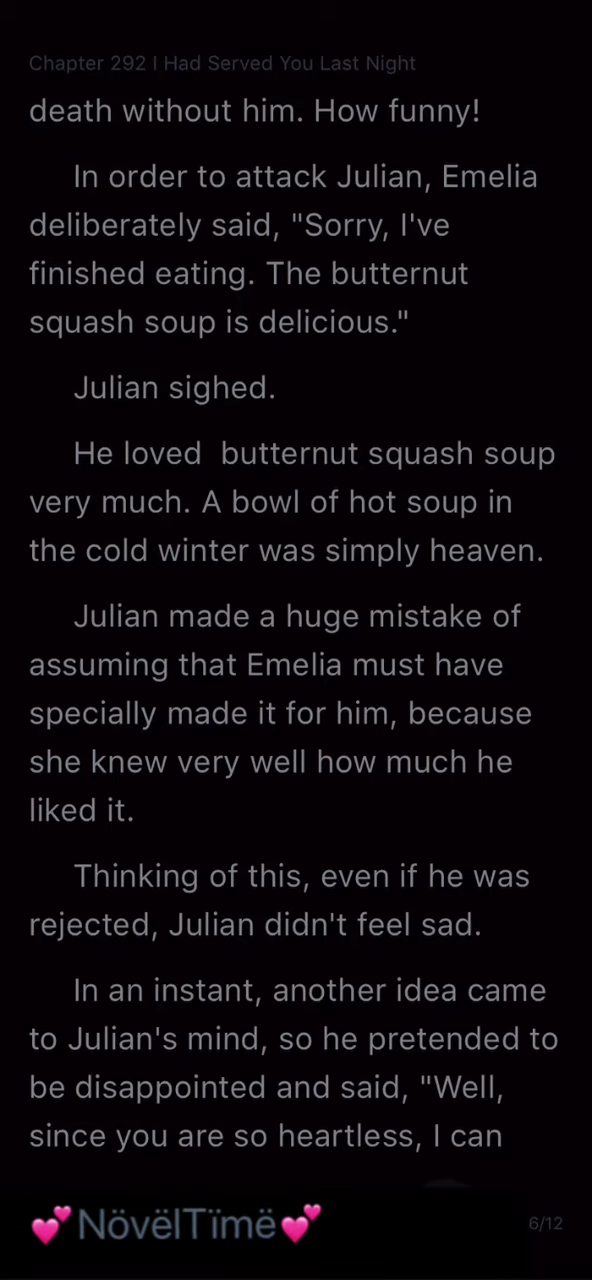 Chapter 292 I Had Served You Last Night
death without him. How funny!
In order to attack Julian, Emelia
deliberately said, "Sorry, I've
finished eating. The butternut
squash soup is delicious."
Julian sighed.
He loved  butternut squash soup
very much. A bowl of hot soup in
the cold winter was simply heaven.
Julian made a huge mistake of
assuming that Emelia must have
specially made it for him, because
she knew very well how much he
liked it.
Thinking of this, even if he was
rejected, Julian didn't feel sad.
In an instant, another idea came
to Julian's mind, so he pretended to
be disappointed and said, "Well,
since you are so heartless, I can
💕NövëlTïmë💕
6/12